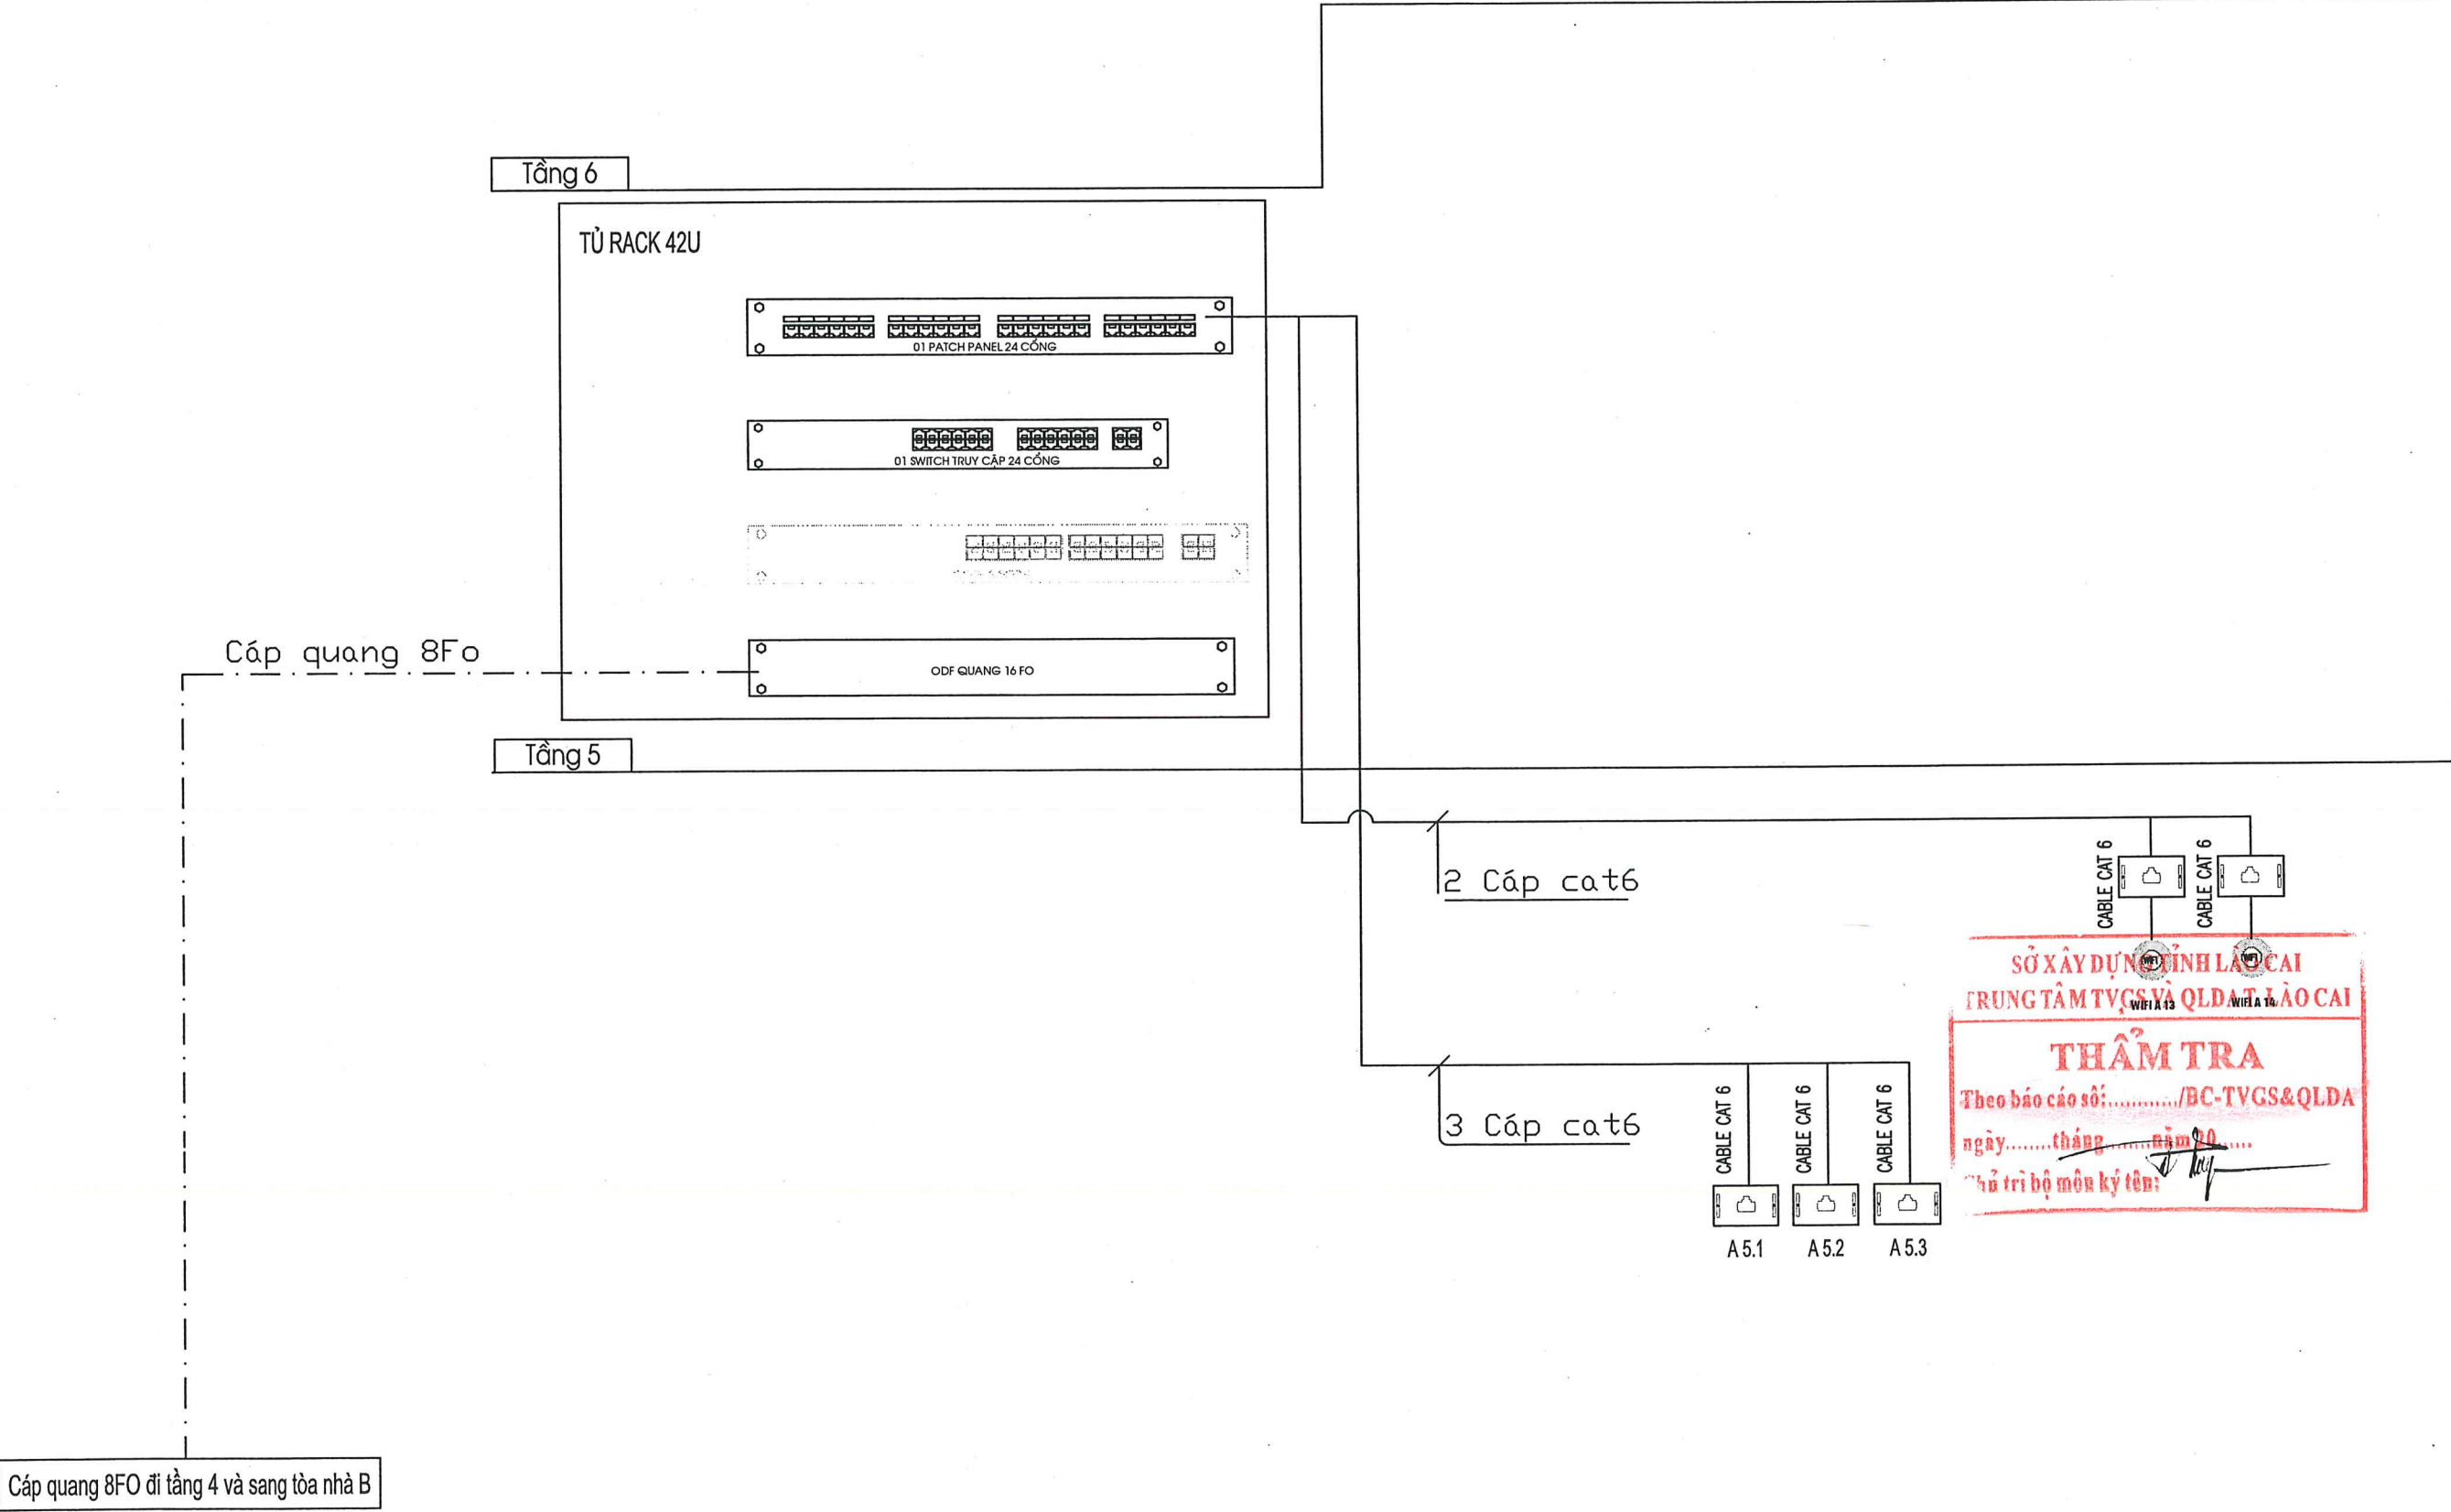 Tầng 6
TỦ RACK 42U
01 PATCH PANEL 24 CỔNG
01 SWITCH TRUY CẬP 24 CỔNG
Cáp quang 8Fo
ODF QUANG 16 FO
Tầng 5
2 Cáp cat6
CABLE CAT 6
CABLE CAT 6
WIFI
WIFI
WIFI A 13
WIFI A 14
SỞ XÂY DỰNG TỈNH LÀO CAI
TRUNG TÂM TVGS VÀ QLDA T. LÀO CAI
THẨM TRA
Theo báo cáo số:............/BC-TVGS&QLDA
ngày........tháng........năm 20......
Chủ trì bộ môn ký tên:
3 Cáp cat6
CABLE CAT 6
CABLE CAT 6
CABLE CAT 6
A 5.1
A 5.2
A 5.3
Cáp quang 8FO đi tầng 4 và sang tòa nhà B